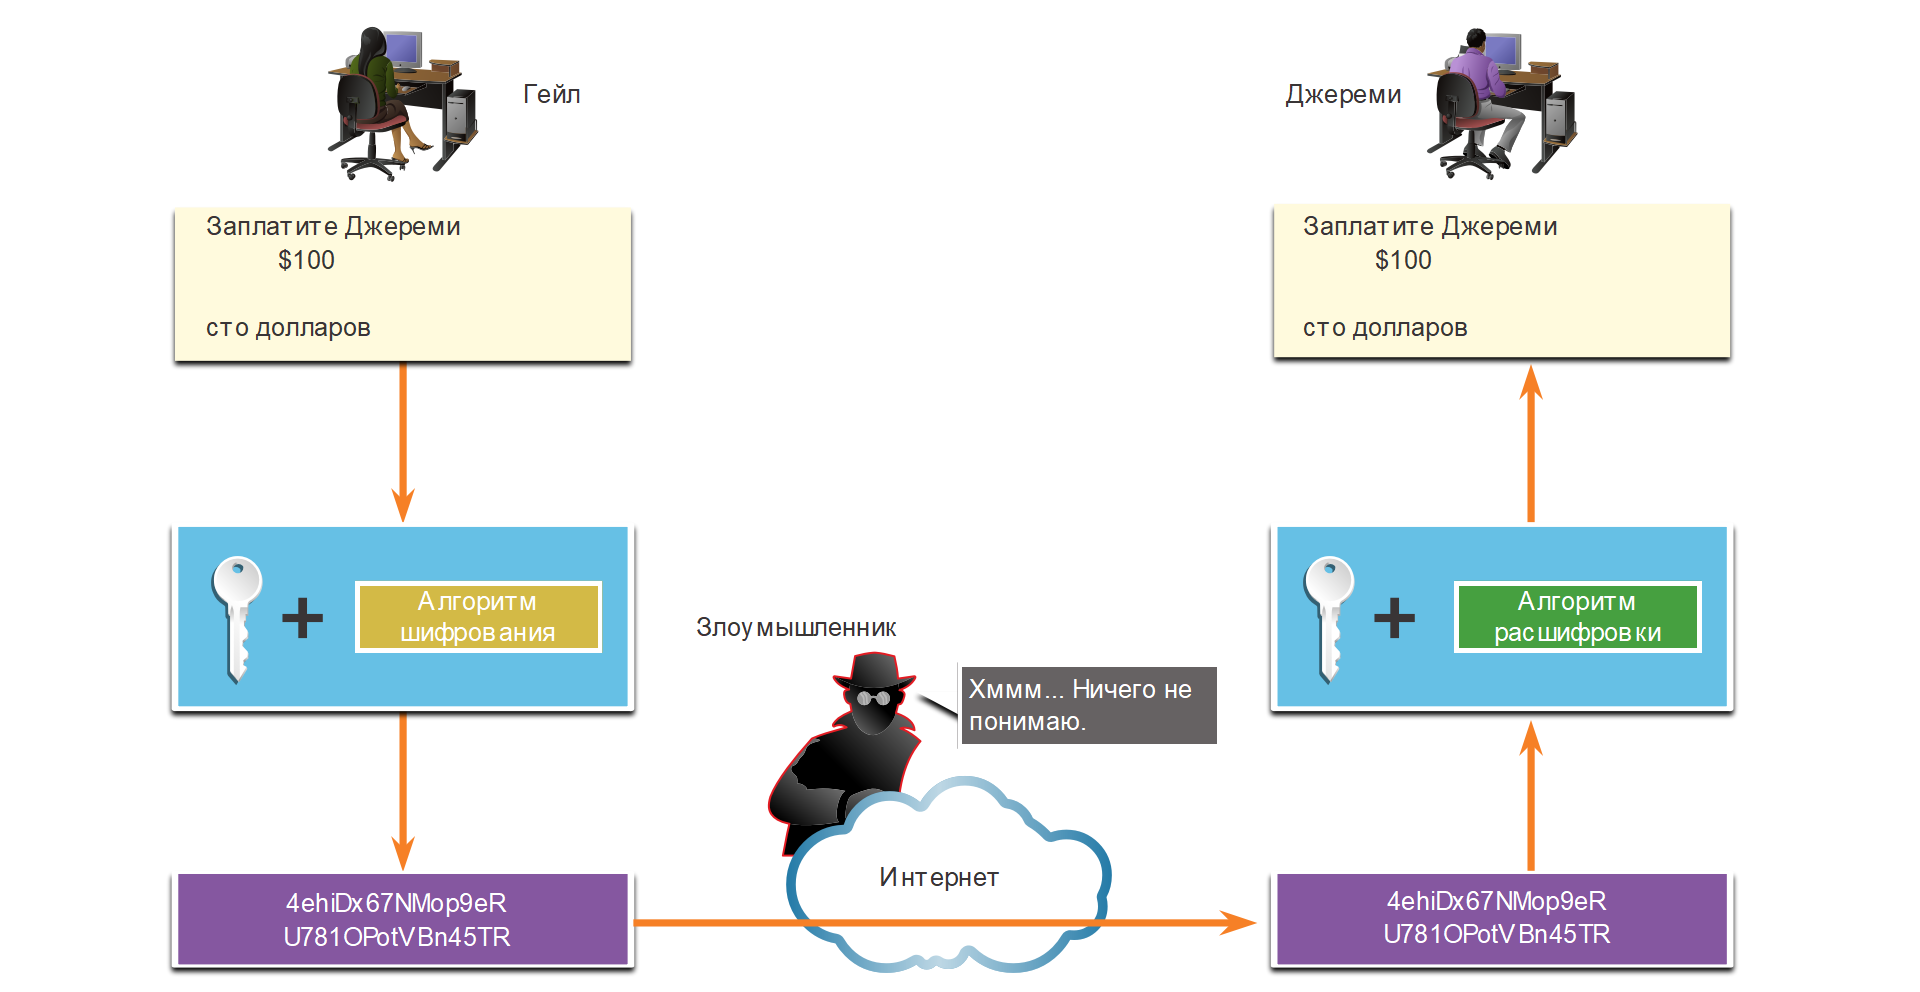 Гейл
Джереми
Заплатите Джереми
$100
сто долларов
Заплатите Джереми
$100
сто долларов
Алгоритм
шифрования
Алгоритм
расшифровки
Злоумышленник
Хммм... Ничего не
понимаю.
Интернет
4ehiDx67NMop9eR
U781OPotVBn45TR
4ehiDx67NMop9eR
U781OPotVBn45TR